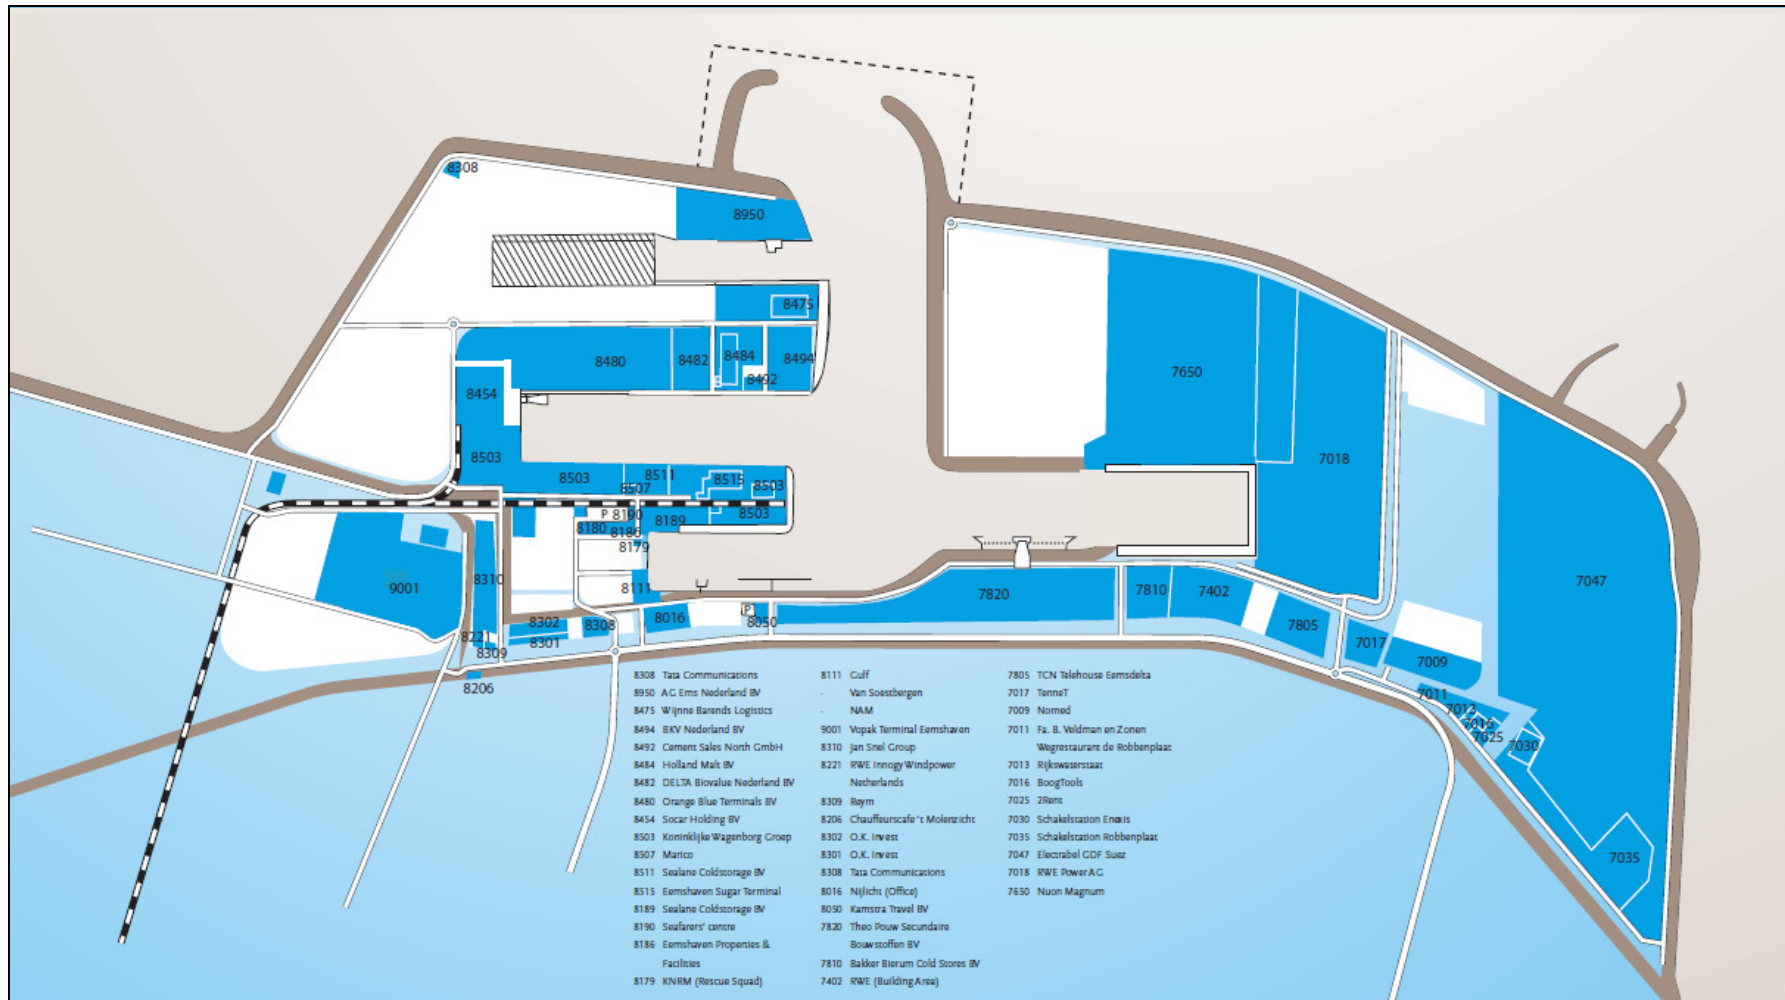 8308
8950
8475
8480
8482
8484
8494
8492
8454
7650
7018
8503
8503
8511
8515
8503
8507
8503
P 8190
8189
8180
8186
8179
9001
8310
8111
7820
7810
7402
7047
8302
8308
8016
P
8050
7805
7017
8221
8301
8309
7009
8206
7011
7013
7016
7025
7030
7035
8308 Tata Communications
8950 AG Ems Nederland BV
8475 Wijnne Barends Logistics
8494 BKV Nederland BV
8492 Cement Sales North GmbH
8484 Holland Malt BV
8482 DELTA Biovalue Nederland BV
8480 Orange Blue Terminals BV
8454 Socar Holding BV
8503 Koninklijke Wagenborg Groep
8507 Marico
8511 Sealane Coldstorage BV
8515 Eemshaven Sugar Terminal
8189 Sealane Coldstorage BV
8190 Seafarers' centre
8186 Eemshaven Properties &
Facilities
8179 KNRM (Rescue Squad)
8111 Gulf
- Van Soestbergen
- NAM
9001 Vopak Terminal Eemshaven
8310 Jan Snel Group
8221 RWE Innogy Windpower
Netherlands
8309 Reym
8206 Chauffeurscafe 't Molenzicht
8302 O.K. Invest
8301 O.K. Invest
8308 Tata Communications
8016 Nijlicht (Office)
8050 Kamstra Travel BV
7820 Theo Pouw Secundaire
Bouwstoffen BV
7810 Bakker Bierum Cold Stores BV
7402 RWE (Building Area)
7805 TCN Telehouse Eemsdelta
7017 TenneT
7009 Norned
7011 Fa. B. Veldman en Zonen
Wegrestaurant de Robbenplaat
7013 Rijkswaterstaat
7016 BoogTools
7025 2Rent
7030 Schakelstation Enexis
7035 Schakelstation Robbenplaat
7047 Electrabel GDF Suez
7018 RWE Power AG
7650 Nuon Magnum